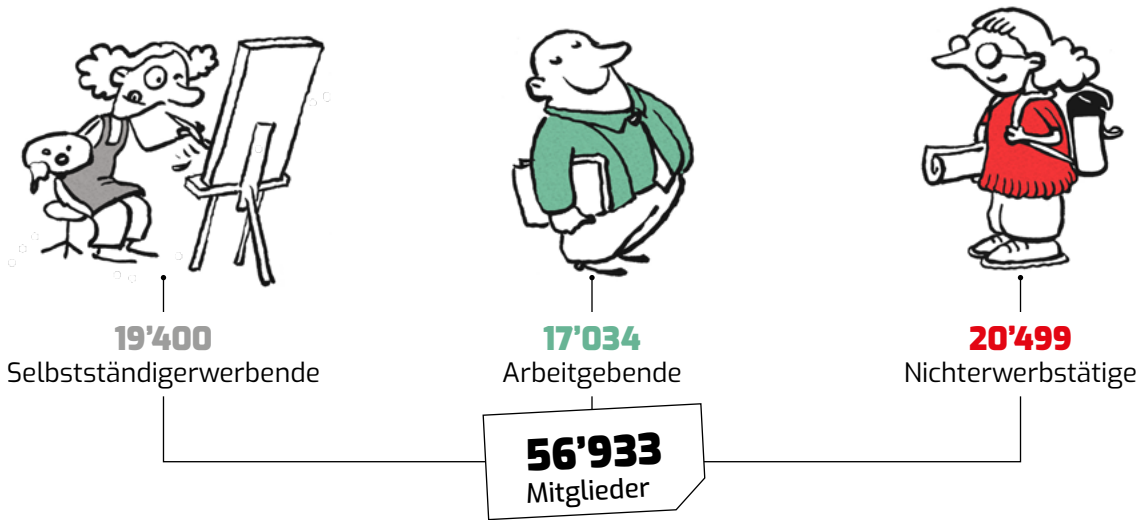 19’400
Selbstständigerwerbende
17’034
Arbeitgebende
20’499
Nichterwerbstätige
56’933
Mitglieder